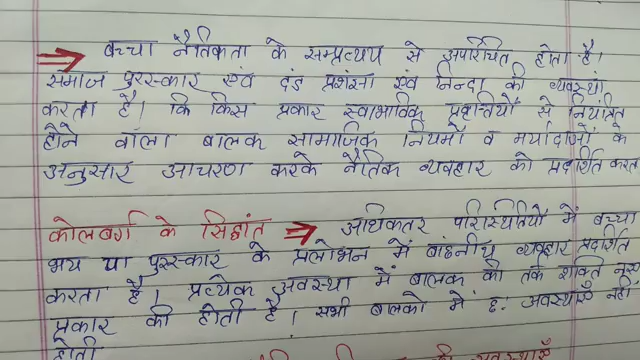 ⇒ बच्चा नैतिकता के सम्प्रत्यय से अपरिचित होता है।
समाज पुरस्कार एवं दंड प्रशंसा एवं निन्दा की व्यवस्था
करता है। कि किस प्रकार स्वाभाविक प्रवृत्तियों से नियंत्रित
होने वाला बालक सामाजिक नियमों व मर्यादाओं के
अनुसार आचरण करके नैतिक व्यवहार को प्रदर्शित करता
कोलबर्ग के सिद्धांत ⇒ अधिकतर परिस्थितियों में बच्चा
भय या पुरस्कार के प्रलोभन में बांछनीय व्यवहार प्रदर्शित
करता है। प्रत्येक अवस्था में बालक की तर्क शक्ति
प्रकार की होती है। सभी बालको में छः अवस्थाएँ नहीं
होती
की अवस्थाएँ